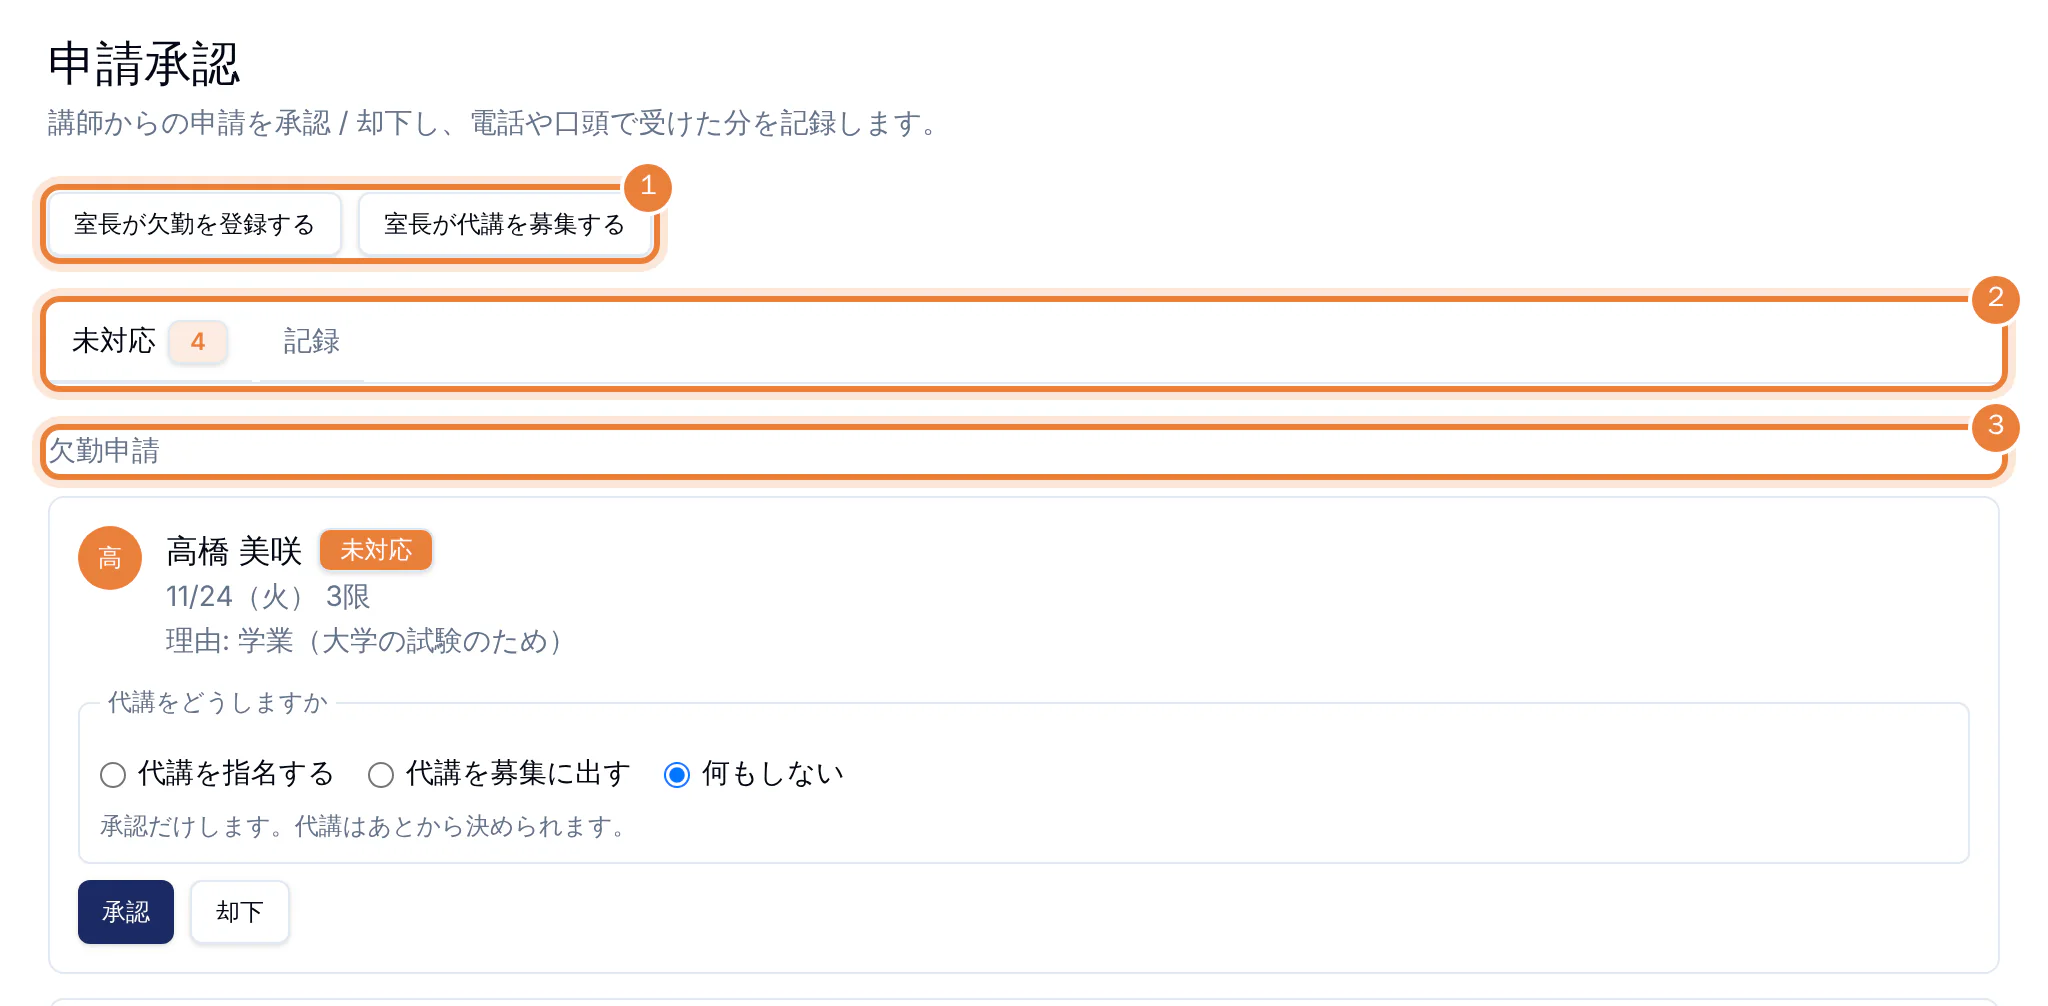 申請承認
講師からの申請を承認 / 却下し、電話や口頭で受けた分を記録します。
1
室長が欠勤を登録する 室長が代講を募集する
2
未対応 4 記録
3
欠勤申請
高 高橋 美咲 未対応
11/24（火） 3限
理由: 学業（大学の試験のため）
代講をどうしますか
代講を指名する 代講を募集に出す 何もしない
承認だけします。代講はあとから決められます。
承認 却下